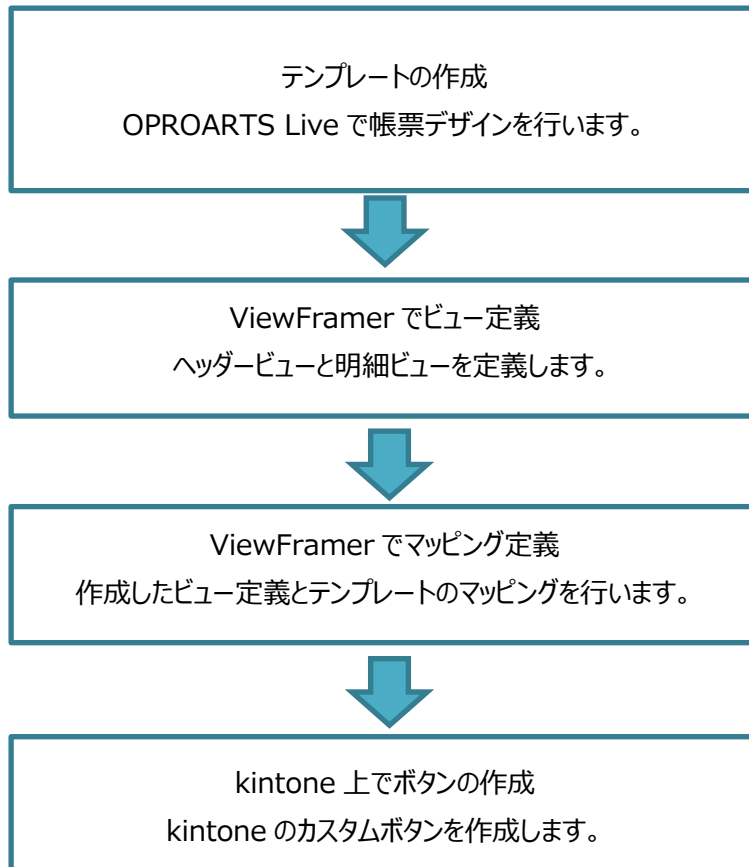 テンプレートの作成
OPROARTS Live で帳票デザインを行います。
ViewFramer でビュー定義
ヘッダービューと明細ビューを定義します。
ViewFramer でマッピング定義
作成したビュー定義とテンプレートのマッピングを行います。
kintone 上でボタンの作成
kintone のカスタムボタンを作成します。